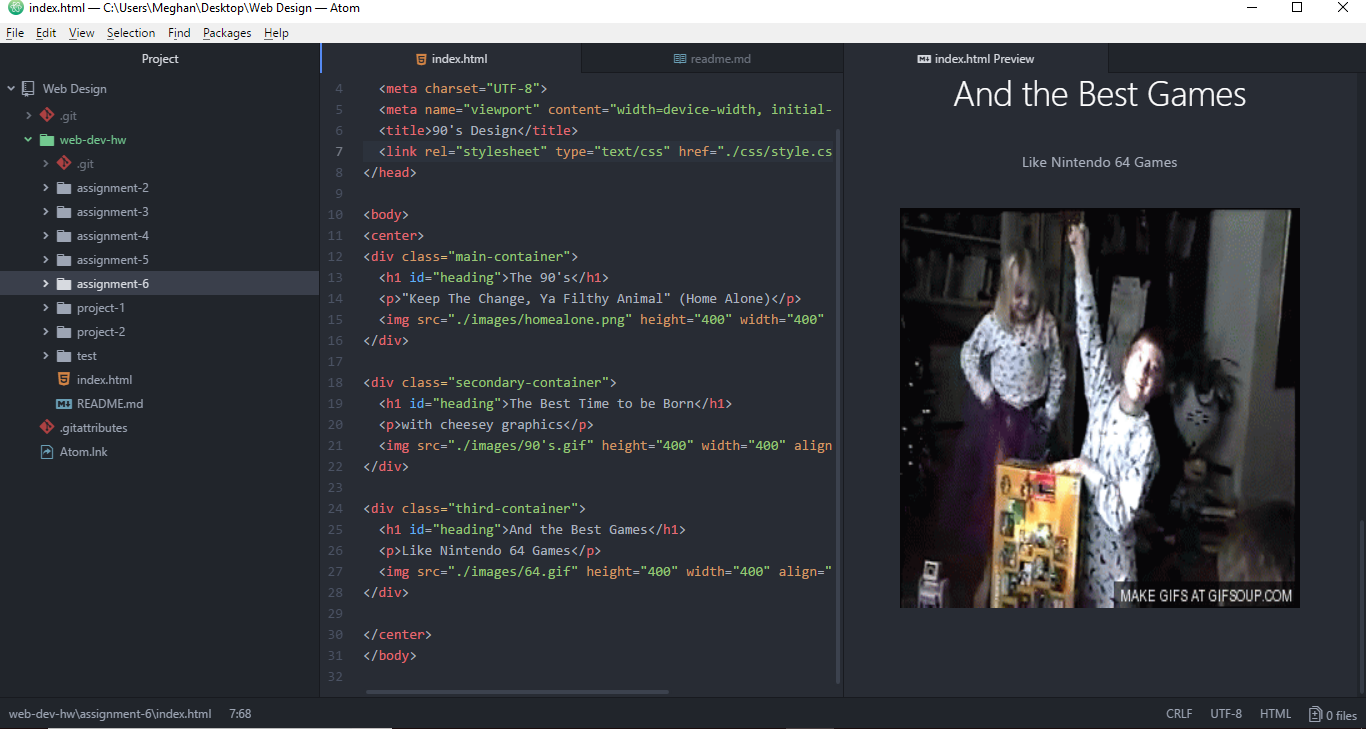 index.html — C:\Users\Meghan\Desktop\Web Design — Atom
File Edit View Selection Find Packages Help
Project
Web Design
.git
web-dev-hw
.git
assignment-2
assignment-3
assignment-4
assignment-5
assignment-6
project-1
project-2
test
index.html
README.md
.gitattributes
Atom.lnk
index.html
readme.md
4 <meta charset="UTF-8">
5 <meta name="viewport" content="width=device-width, initial-
6 <title>90's Design</title>
7 <link rel="stylesheet" type="text/css" href="./css/style.cs
8 </head>
9
10 <body>
11 <center>
12 <div class="main-container">
13 <h1 id="heading">The 90's</h1>
14 <p>"Keep The Change, Ya Filthy Animal" (Home Alone)</p>
15 <img src="./images/homealone.png" height="400" width="400"
16 </div>
17
18 <div class="secondary-container">
19 <h1 id="heading">The Best Time to be Born</h1>
20 <p>with cheesey graphics</p>
21 <img src="./images/90's.gif" height="400" width="400" align
22 </div>
23
24 <div class="third-container">
25 <h1 id="heading">And the Best Games</h1>
26 <p>Like Nintendo 64 Games</p>
27 <img src="./images/64.gif" height="400" width="400" align="
28 </div>
29
30 </center>
31 </body>
32
index.html Preview
And the Best Games
Like Nintendo 64 Games
MAKE GIFS AT GIFSOUP.COM
web-dev-hw\assignment-6\index.html 7:68
CRLF UTF-8 HTML 0 files